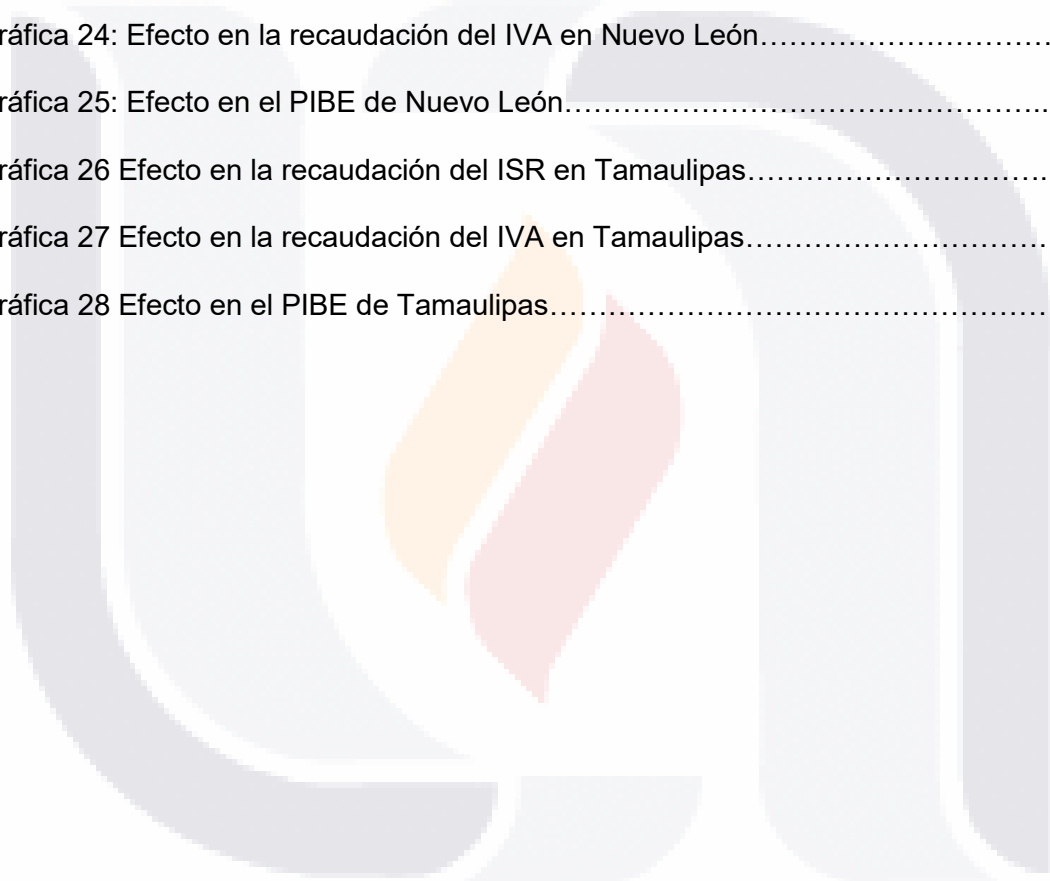 ráfica 24: Efecto en la recaudación del IVA en Nuevo León……………………………
ráfica 25: Efecto en el PIBE de Nuevo León……………………………………………..
ráfica 26 Efecto en la recaudación del ISR en Tamaulipas…………………………..
ráfica 27 Efecto en la recaudación del IVA en Tamaulipas……………………………
ráfica 28 Efecto en el PIBE de Tamaulipas………………………………………………